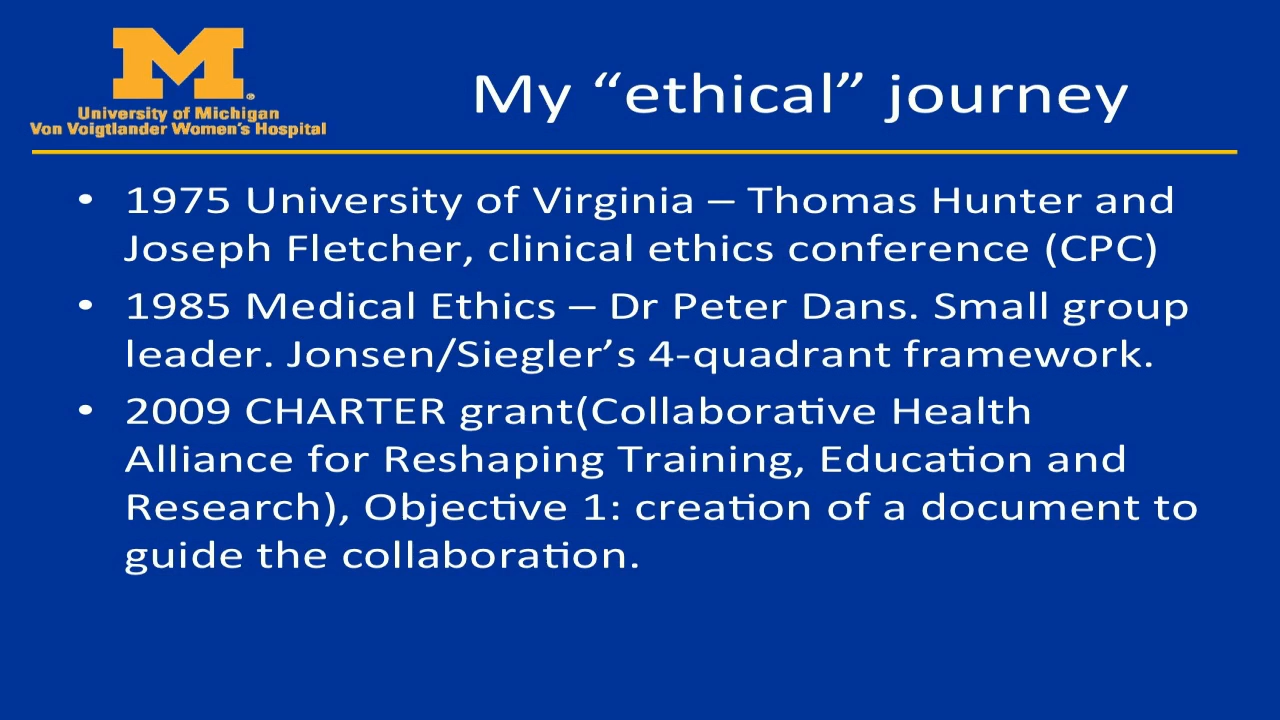 M
University of Michigan
Von Voigtlander Women's Hospital
My “ethical” journey
• 1975 University of Virginia – Thomas Hunter and
Joseph Fletcher, clinical ethics conference (CPC)
• 1985 Medical Ethics – Dr Peter Dans. Small group
leader. Jonsen/Siegler’s 4-quadrant framework.
• 2009 CHARTER grant(Collaborative Health
Alliance for Reshaping Training, Education and
Research), Objective 1: creation of a document to
guide the collaboration.